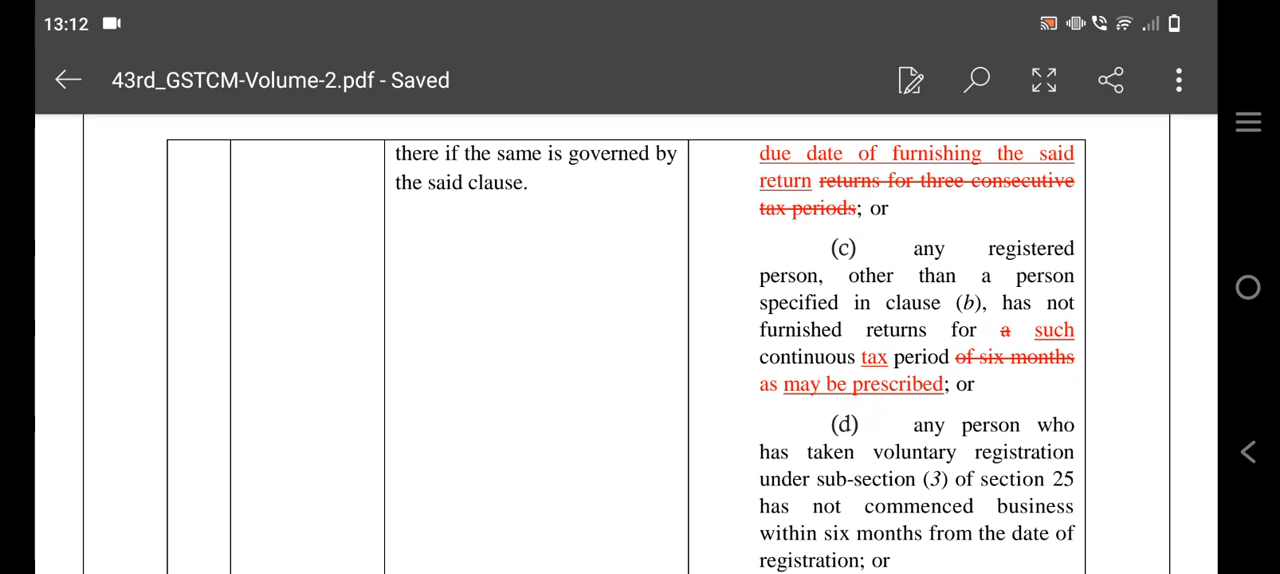 13:12
43rd_GSTCM-Volume-2.pdf - Saved
there if the same is governed by
the said clause.
due date of furnishing the said
return returns for three consecutive
tax periods; or
(c) any registered
person, other than a person
specified in clause (b), has not
furnished returns for a such
continuous tax period of six months
as may be prescribed; or
(d) any person who
has taken voluntary registration
under sub-section (3) of section 25
has not commenced business
within six months from the date of
registration; or